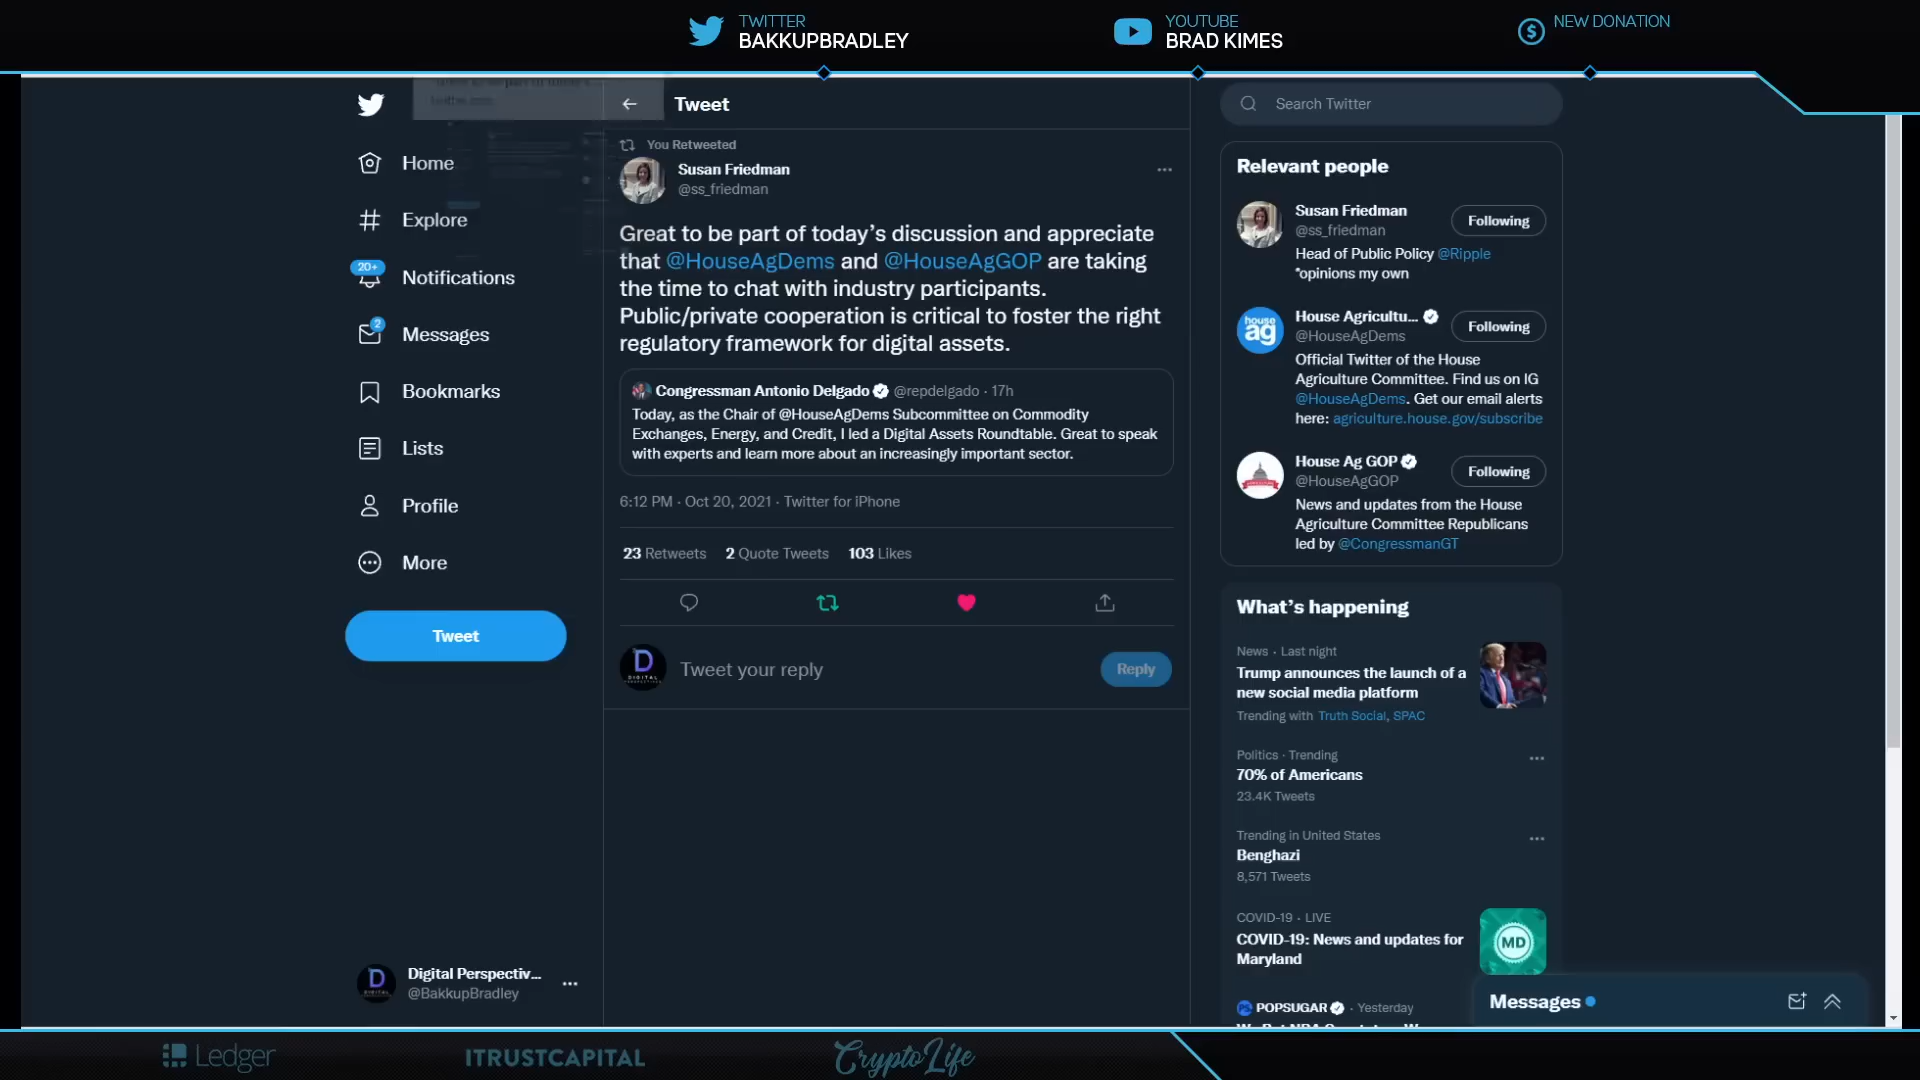 TWITTER
BAKKUPBRADLEY
YOUTUBE
BRAD KIMES
NEW DONATION
Home
Explore
20+
Notifications
2
Messages
Bookmarks
Lists
Profile
More
Tweet
Digital Perspectiv...
@BakkupBradley
Tweet
You Retweeted
Susan Friedman
@ss_friedman
Great to be part of today’s discussion and appreciate
that @HouseAgDems and @HouseAgGOP are taking
the time to chat with industry participants.
Public/private cooperation is critical to foster the right
regulatory framework for digital assets.
Congressman Antonio Delgado @repdelgado · 17h
Today, as the Chair of @HouseAgDems Subcommittee on Commodity
Exchanges, Energy, and Credit, I led a Digital Assets Roundtable. Great to speak
with experts and learn more about an increasingly important sector.
6:12 PM · Oct 20, 2021 · Twitter for iPhone
23 Retweets 2 Quote Tweets 103 Likes
D
DIGITAL
Tweet your reply
Reply
Search Twitter
Relevant people
Susan Friedman
@ss_friedman
Following
Head of Public Policy @Ripple
*opinions my own
house
ag
House Agricultu...
@HouseAgDems
Following
Official Twitter of the House
Agriculture Committee. Find us on IG
@HouseAgDems. Get our email alerts
here: agriculture.house.gov/subscribe
House Ag GOP
@HouseAgGOP
Following
News and updates from the House
Agriculture Committee Republicans
led by @CongressmanGT
What’s happening
News · Last night
Trump announces the launch of a
new social media platform
Trending with Truth Social, SPAC
Politics · Trending
70% of Americans
23.4K Tweets
Trending in United States
Benghazi
8,571 Tweets
COVID-19 · LIVE
COVID-19: News and updates for
Maryland
MD
POPSUGAR · Yesterday
Messages
Ledger
ITRUSTCAPITAL
CryptoLife